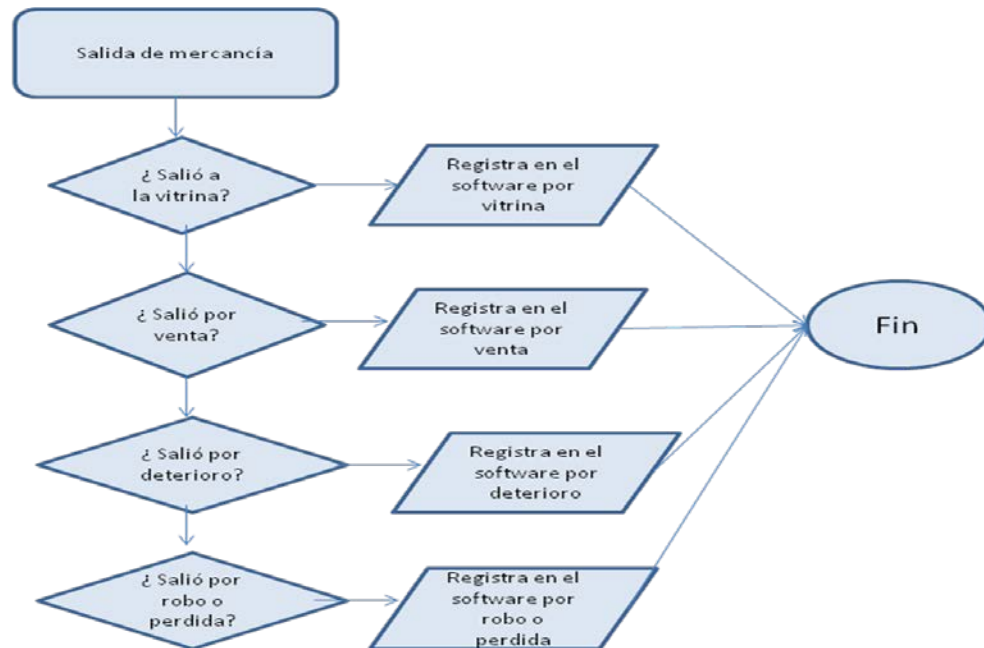 Salida de mercancía
¿ Salió a
la vitrina?
Registra en el
software por
vitrina
¿ Salió por
venta?
Registra en el
software por
venta
Fin
¿ Salió por
deterioro?
Registra en el
software por
deterioro
¿ Salió por
robo o
perdida?
Registra en el
software por
robo o
perdida